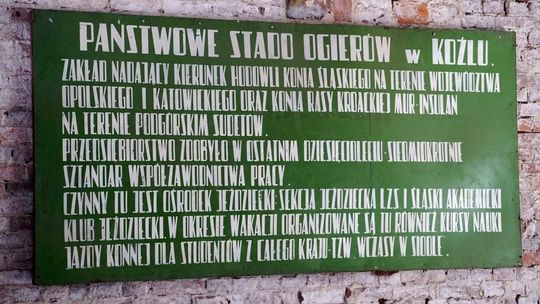 PAŃSTWOWE STADO OGIERÓW w KOŹLU.
ZAKŁAD NADAJĄCY KIERUNEK HODOWLI KONIA ŚLĄSKIEGO NA TERENIE WOJEWÓDZTWA
OPOLSKIEGO I KATOWICKIEGO ORAZ KONIA RASY KROACKIEJ MUR-INSULAN
NA TERENIE PODGÓRSKIM SUDETÓW.
PRZEDSIĘBIORSTWO ZDOBYŁO W OSTATNIM DZIESIĘCIOLECIU-SIEDMIOKROTNIE
SZTANDAR WSPÓŁZAWODNICTWA PRACY.
CZYNNY TU JEST OŚRODEK JEŹDZIECKI: SEKCJA JEŹDZIECKA LZS I ŚLĄSKI AKADEMICKI
KLUB JEŹDZIECKI. W OKRESIE WAKACJI ORGANIZOWANE SĄ TU RÓWNIEŻ KURSY NAUKI
JAZDY KONNEJ DLA STUDENTÓW Z CAŁEGO KRAJU-TZW. WCZASY W SIODLE.